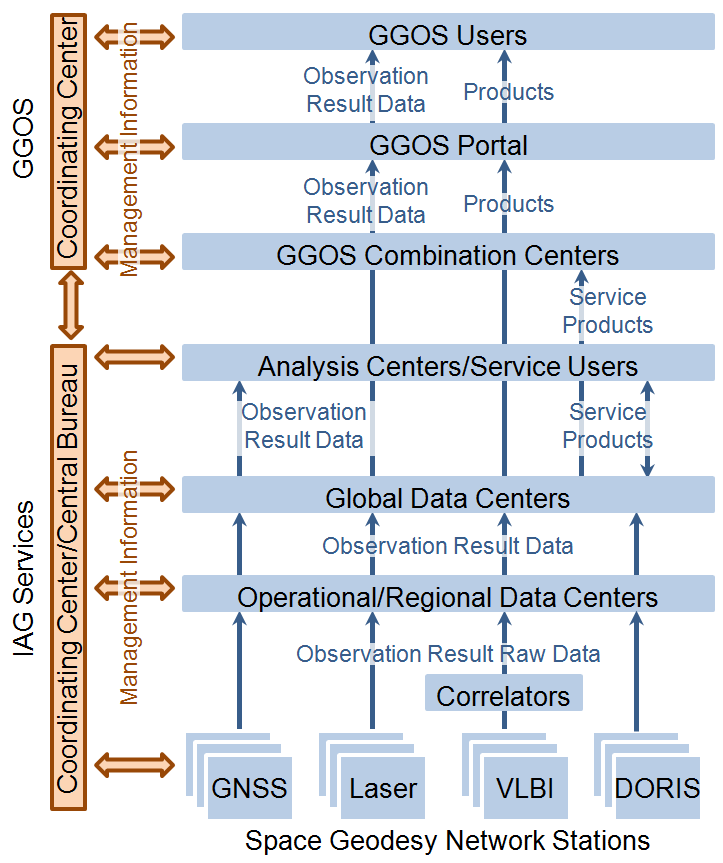 GGOS
Coordinating Center
Management Information
GGOS Users
Observation
Result Data
Products
GGOS Portal
Observation
Result Data
Products
GGOS Combination Centers
Service
Products
IAG Services
Coordinating Center/Central Bureau
Management Information
Analysis Centers/Service Users
Observation
Result Data
Service
Products
Global Data Centers
Observation Result Data
Operational/Regional Data Centers
Observation Result Raw Data
Correlators
GNSS
Laser
VLBI
DORIS
Space Geodesy Network Stations